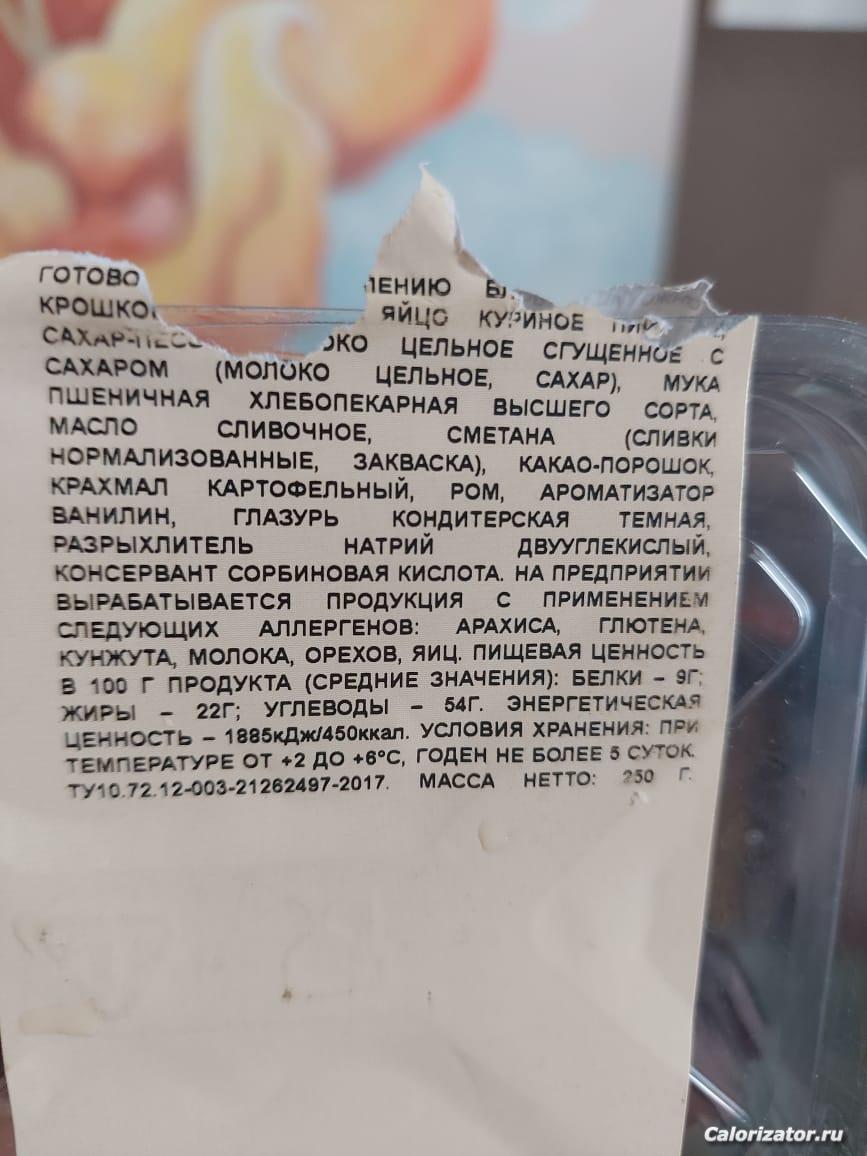 ГОТОВО
КРОШКО ЯЙЦО КУРИНОЕ
ЦЕЛЬНОЕ СГУЩЕННОЕ С
САХАРОМ (МОЛОКО ЦЕЛЬНОЕ, САХАР), МУКА
ПШЕНИЧНАЯ ХЛЕБОПЕКАРНАЯ ВЫСШЕГО СОРТА,
МАСЛО СЛИВОЧНОЕ, СМЕТАНА (СЛИВКИ
НОРМАЛИЗОВАННЫЕ, ЗАКВАСКА), КАКАО-ПОРОШОК,
КРАХМАЛ КАРТОФЕЛЬНЫЙ, РОМ, АРОМАТИЗАТОР
ВАНИЛИН, ГЛАЗУРЬ КОНДИТЕРСКАЯ ТЕМНАЯ,
РАЗРЫХЛИТЕЛЬ НАТРИЙ ДВУУГЛЕКИСЛЫЙ,
КОНСЕРВАНТ СОРБИНОВАЯ КИСЛОТА. НА ПРЕДПРИЯТИИ
ВЫРАБАТЫВАЕТСЯ ПРОДУКЦИЯ С ПРИМЕНЕНИЕМ
СЛЕДУЮЩИХ АЛЛЕРГЕНОВ: АРАХИСА, ГЛЮТЕНА,
КУНЖУТА, МОЛОКА, ОРЕХОВ, ЯИЦ. ПИЩЕВАЯ ЦЕННОСТЬ
В 100 Г ПРОДУКТА (СРЕДНИЕ ЗНАЧЕНИЯ): БЕЛКИ – 9Г;
ЖИРЫ – 22Г; УГЛЕВОДЫ – 54Г. ЭНЕРГЕТИЧЕСКАЯ
ЦЕННОСТЬ – 1885кДж/450ккал. УСЛОВИЯ ХРАНЕНИЯ: ПРИ
ТЕМПЕРАТУРЕ ОТ +2 ДО +6°С, ГОДЕН НЕ БОЛЕЕ 5 СУТОК.
ТУ10.72.12-003-21262497-2017. МАССА НЕТТО: 250 Г.
Calorizator.ru